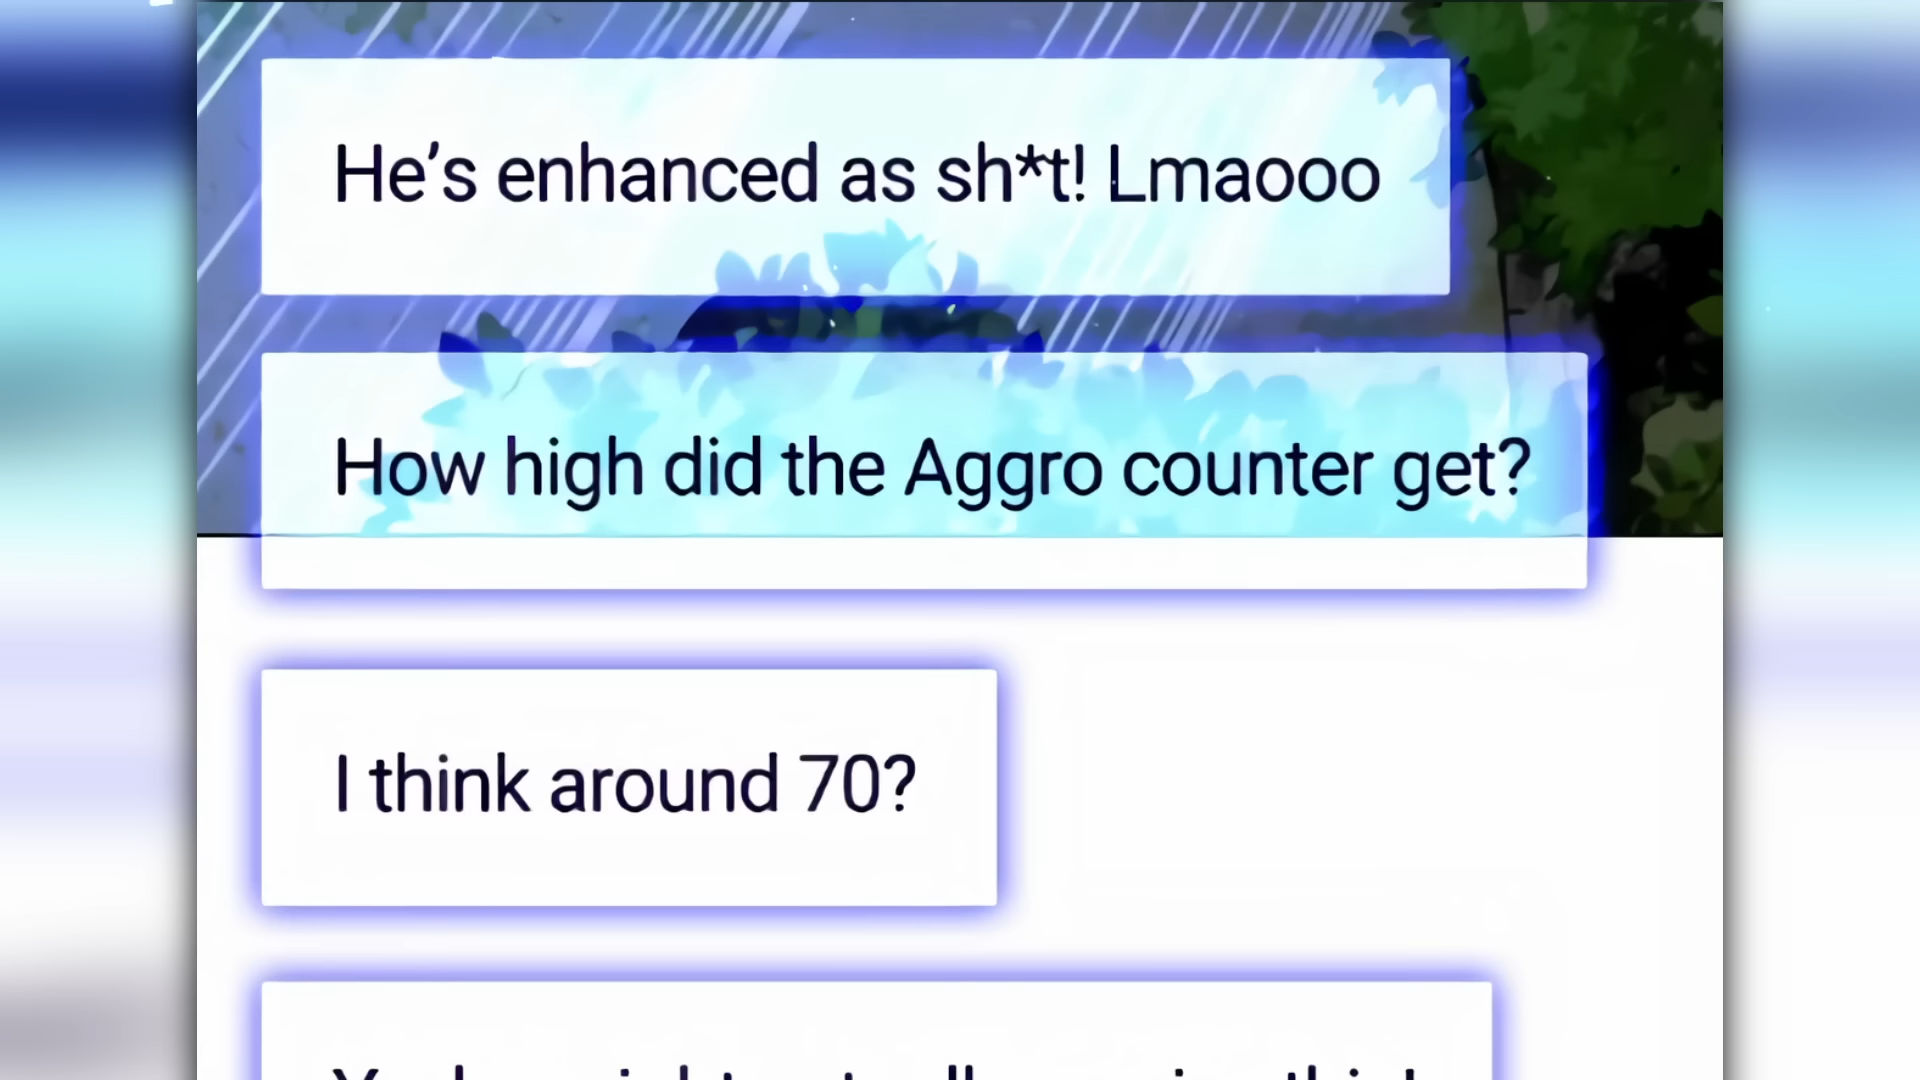 He’s enhanced as sh*t! Lmaooo
How high did the Aggro counter get?
I think around 70?